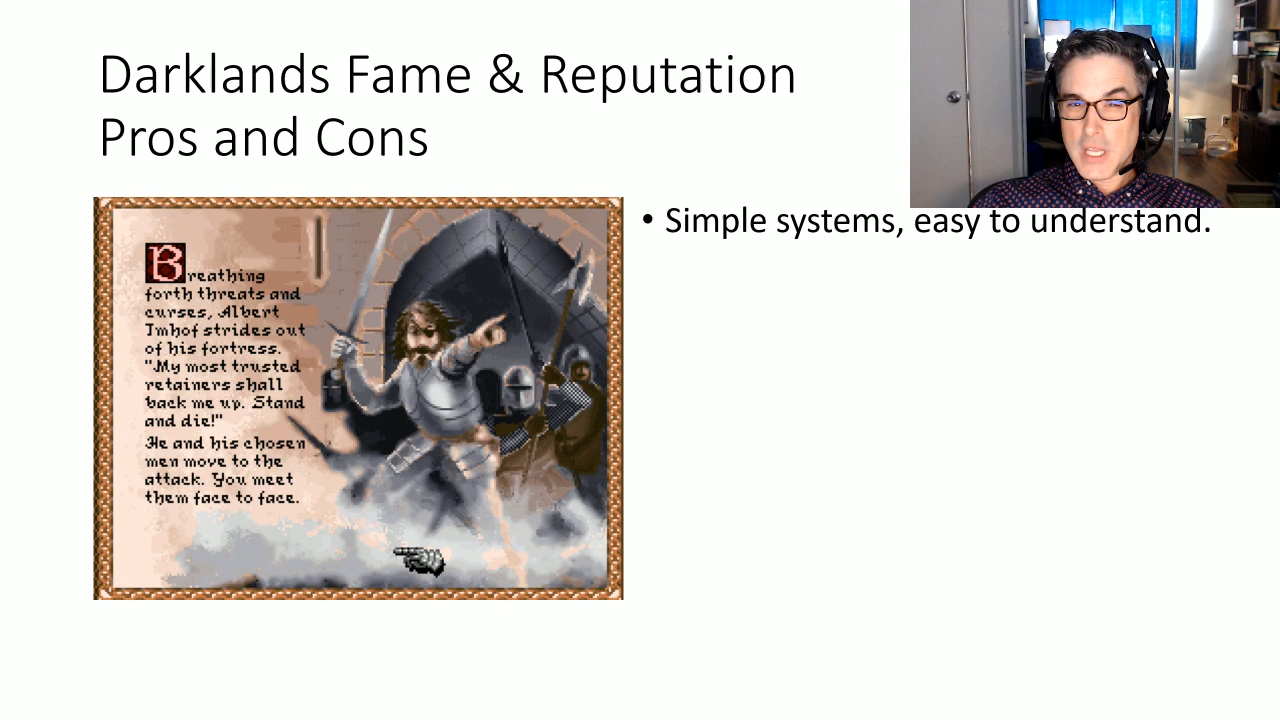 Darklands Fame & Reputation
Pros and Cons
• Simple systems, easy to understand.
Breathing
forth threats and
curses, Albert
Imhof strides out
of his fortress.
"My most trusted
retainers shall
back me up. Stand
and die!"
He and his chosen
men move to the
attack. You meet
them face to face.